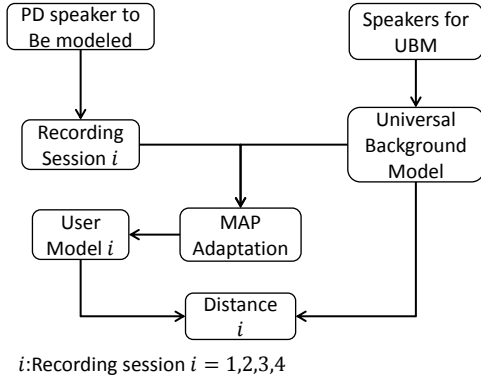 PD speaker to
Be modeled
Speakers for
UBM
Recording
Session i
Universal
Background
Model
User
Model i
MAP
Adaptation
Distance
i
i:Recording session i = 1,2,3,4